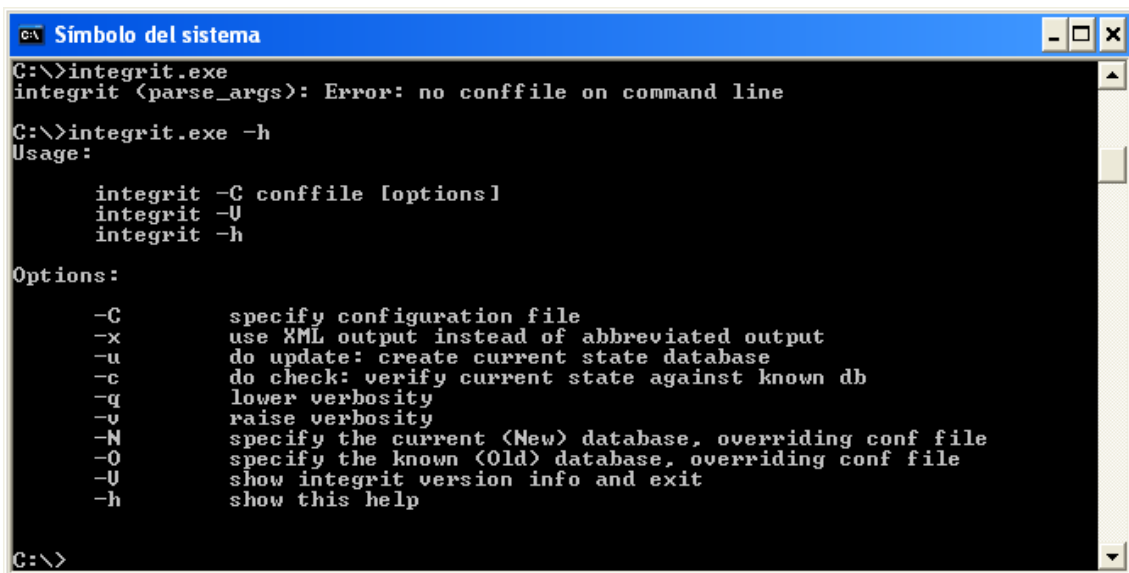 Símbolo del sistema
C:\>integrit.exe
integrit (parse_args): Error: no conffile on command line
C:\>integrit.exe -h
Usage:
integrit -C conffile [options]
integrit -V
integrit -h
Options:
-C specify configuration file
-x use XML output instead of abbreviated output
-u do update: create current state database
-c do check: verify current state against known db
-q lower verbosity
-v raise verbosity
-N specify the current (New) database, overriding conf file
-O specify the known (Old) database, overriding conf file
-V show integrit version info and exit
-h show this help
C:\>